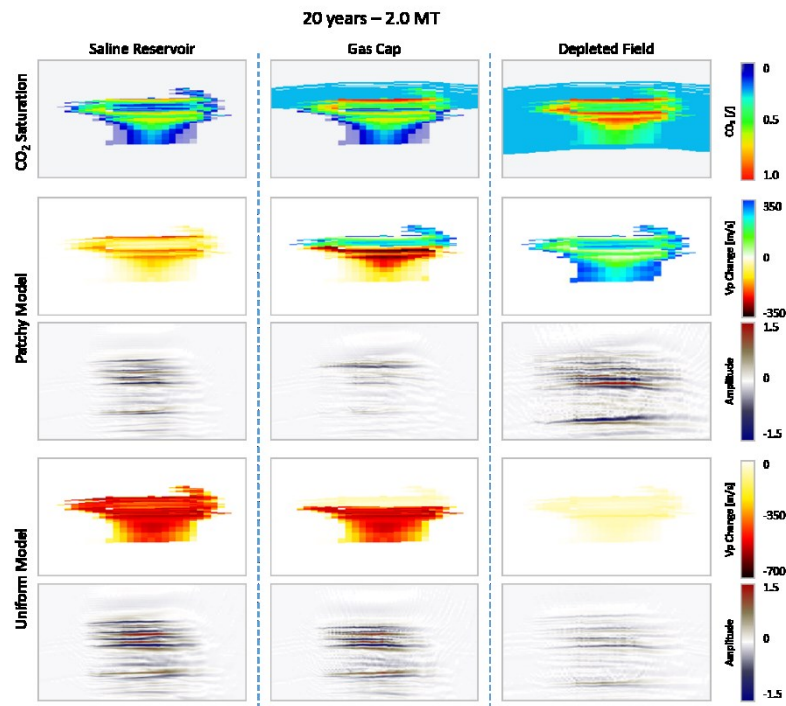 20 years – 2.0 MT
Saline Reservoir
Gas Cap
Depleted Field
CO₂ Saturation
0
0.5
1.0
CO₂ [/]
Patchy Model
350
0
-350
Vp Change [m/s]
1.5
0
-1.5
Amplitude
Uniform Model
0
-350
-700
Vp Change [m/s]
1.5
0
-1.5
Amplitude